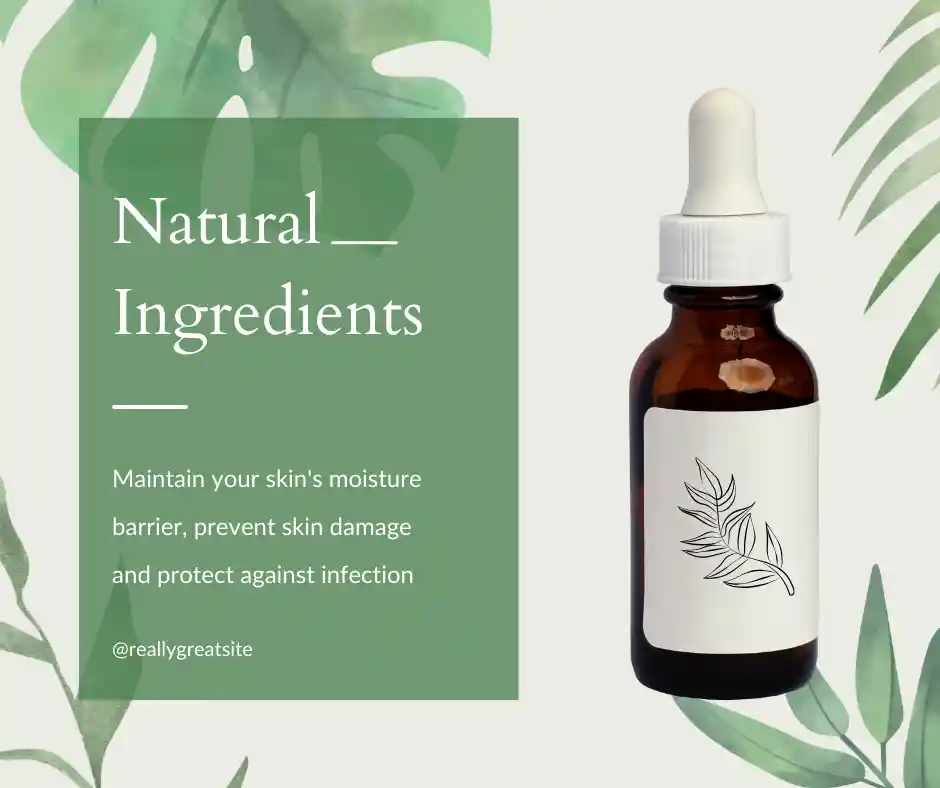 Natural
Ingredients
Maintain your skin's moisture
barrier, prevent skin damage
and protect against infection
@reallygreatsite